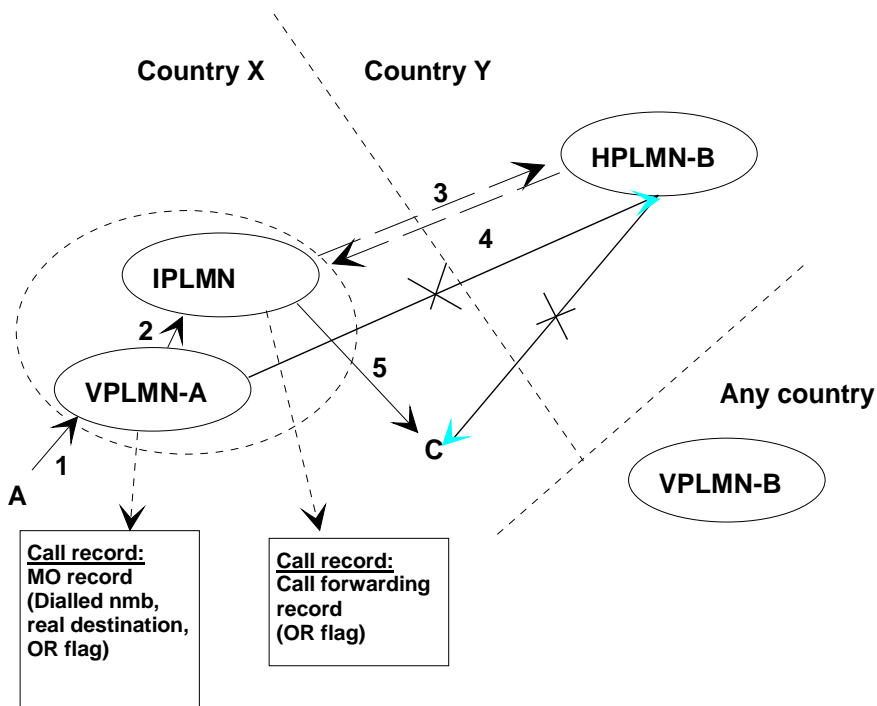 Country X
Country Y
HPLMN-B
3
4
IPLMN
2
5
VPLMN-A
Any country
C
1
VPLMN-B
A
Call record:
MO record
(Dialled nmb,
real destination,
OR flag)
Call record:
Call forwarding
record
(OR flag)